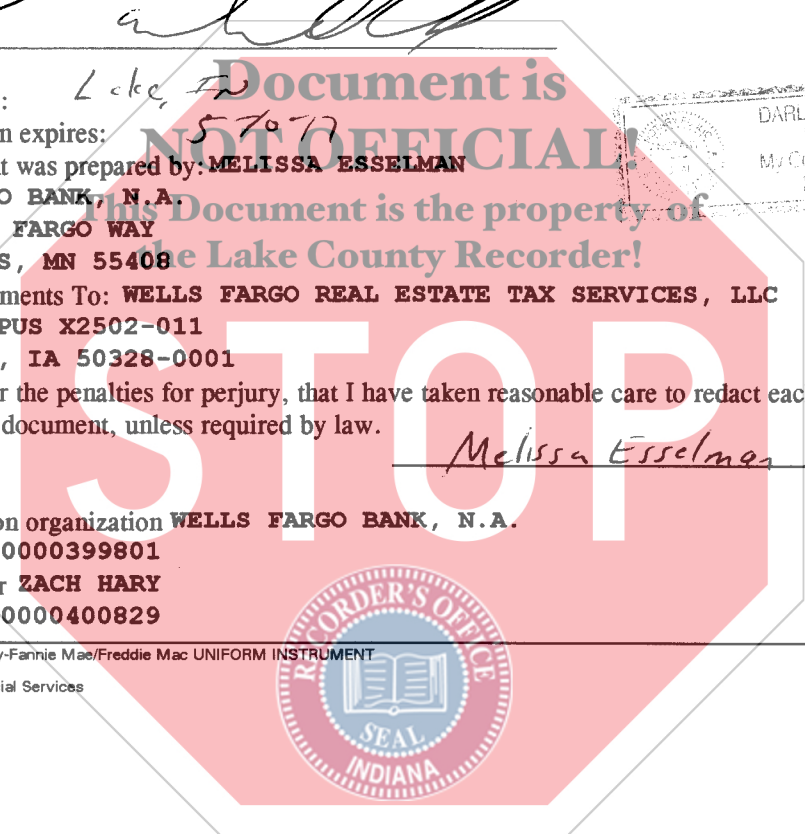 : Lake, IN
n expires:
t was prepared by: MELISSA ESSELMAN
O BANK, N.A.
FARGO WAY
S, MN 55408
ments To: WELLS FARGO REAL ESTATE TAX SERVICES, LLC
PUS X2502-011
, IA 50328-0001
r the penalties for perjury, that I have taken reasonable care to redact eac
document, unless required by law.
Melissa Esselman
on organization WELLS FARGO BANK, N.A.
0000399801
r ZACH HARY
0000400829
y-Fannie Mae/Freddie Mac UNIFORM INSTRUMENT
ial Services
DARL
My Co
Document is
NOT OFFICIAL!
This Document is the property of
the Lake County Recorder!
STOP
RECORDER'S OFFICE
SEAL
INDIANA